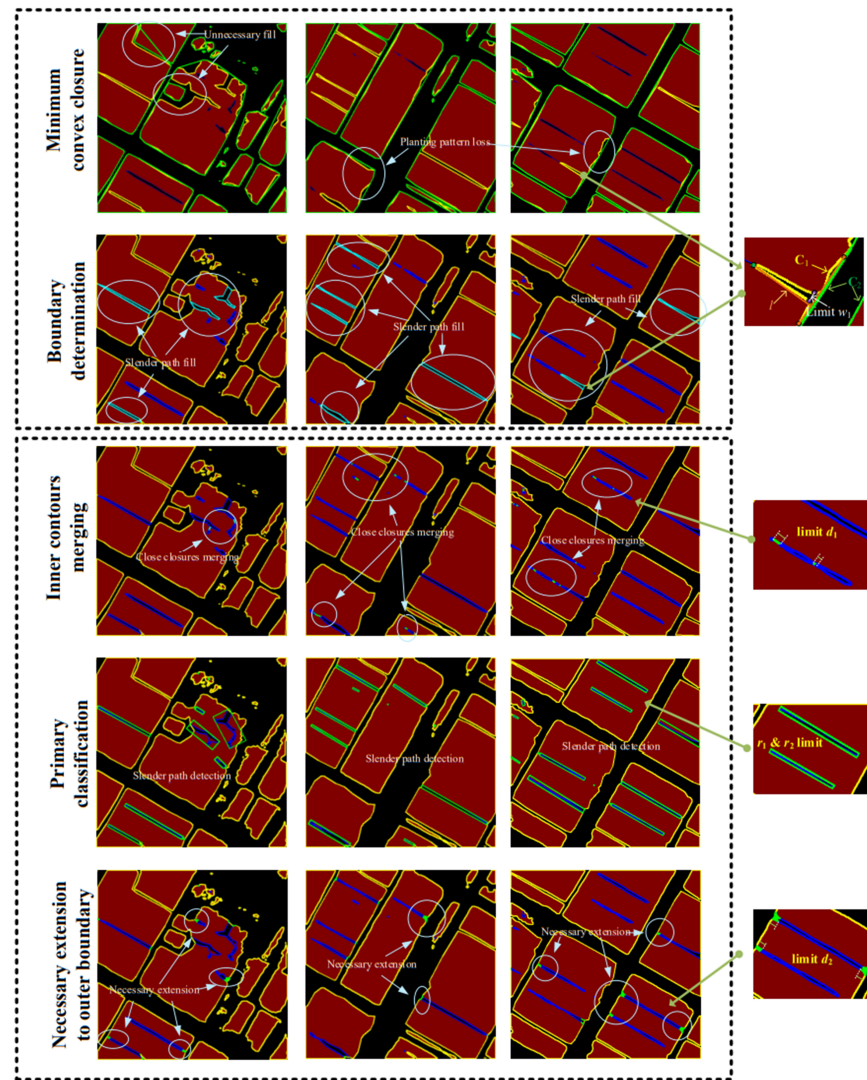 Minimum
convex closure
Unnecessary fill
Planting pattern loss
Boundary
determination
Slender path fill
Slender path fill
Slender path fill
C1
Limit w1
Inner contours
merging
Close closures merging
Close closures merging
Close closures merging
limit d1
Primary
classification
Slender path detection
Slender path detection
Slender path detection
r1 & r2 limit
Necessary extension
to outer boundary
Necessary extension
Necessary extension
Necessary extension
limit d2